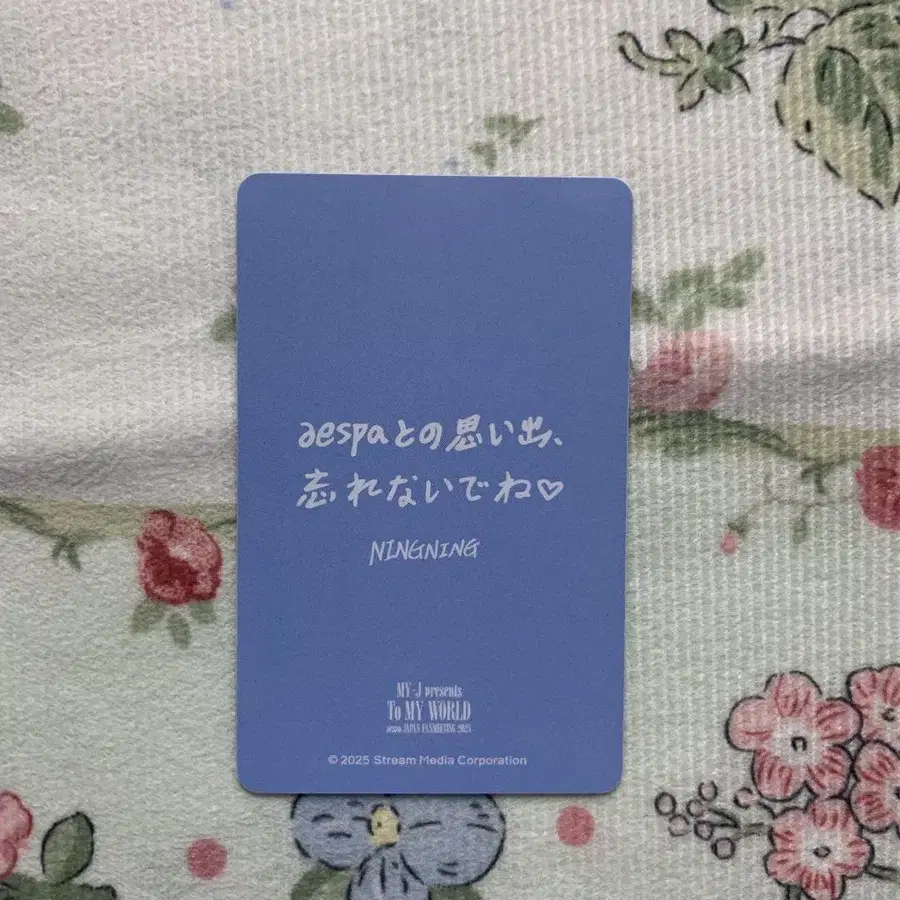 aespaとの思い出、
忘れないでね♡
NINGNING
MY-J presents
To MY WORLD
aespa JAPAN FANMEETING 2025
© 2025 Stream Media Corporation